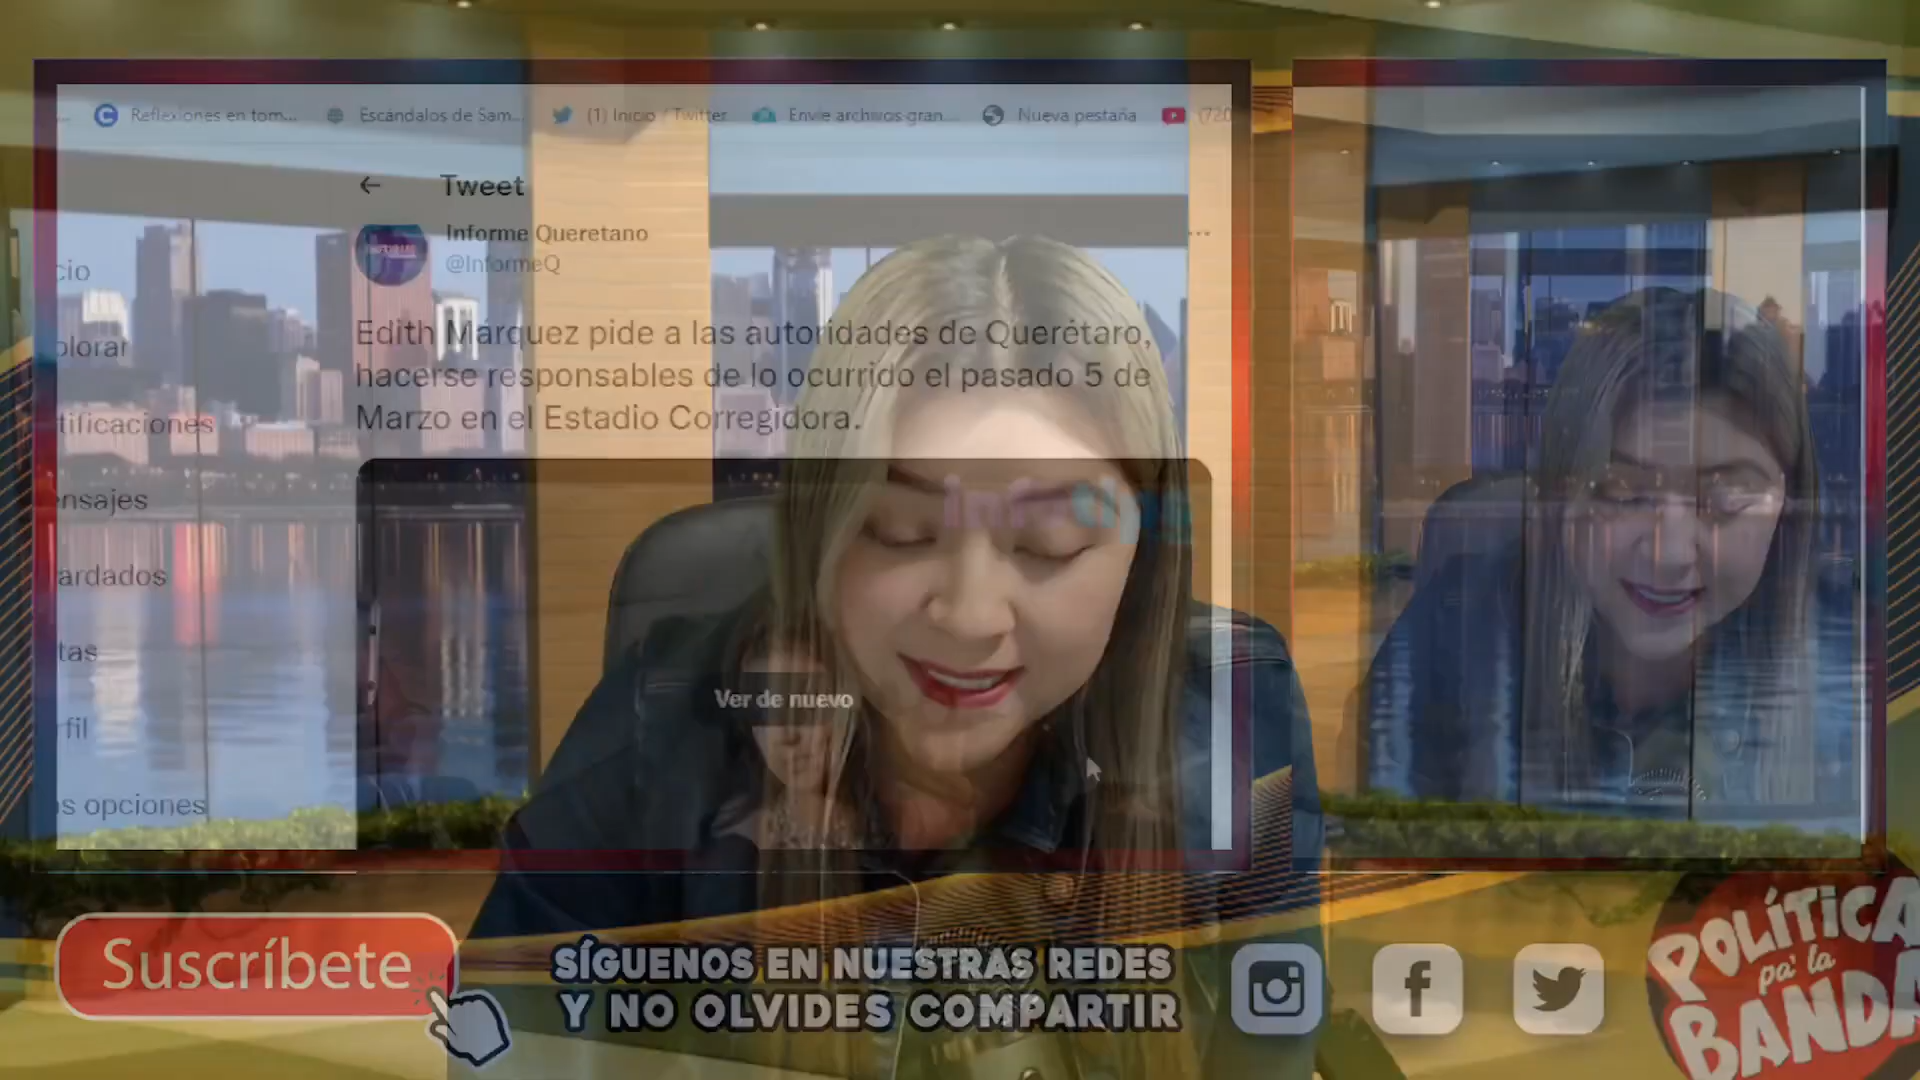 Reflexiones en tom...
Escándalos de Sam...
(1) Inicio / Twitter
Envíe archivos gran...
Nueva pestaña
(720
Tweet
Informe Queretano
@InformeQ
Edith Márquez pide a las autoridades de Querétaro,
hacerse responsables de lo ocurrido el pasado 5 de
Marzo en el Estadio Corregidora.
cio
plorar
tificaciones
ensajes
ardados
tas
rfil
s opciones
Ver de nuevo
Suscríbete
SÍGUENOS EN NUESTRAS REDES
Y NO OLVIDES COMPARTIR
POLÍTICA
pa' la
BANDA